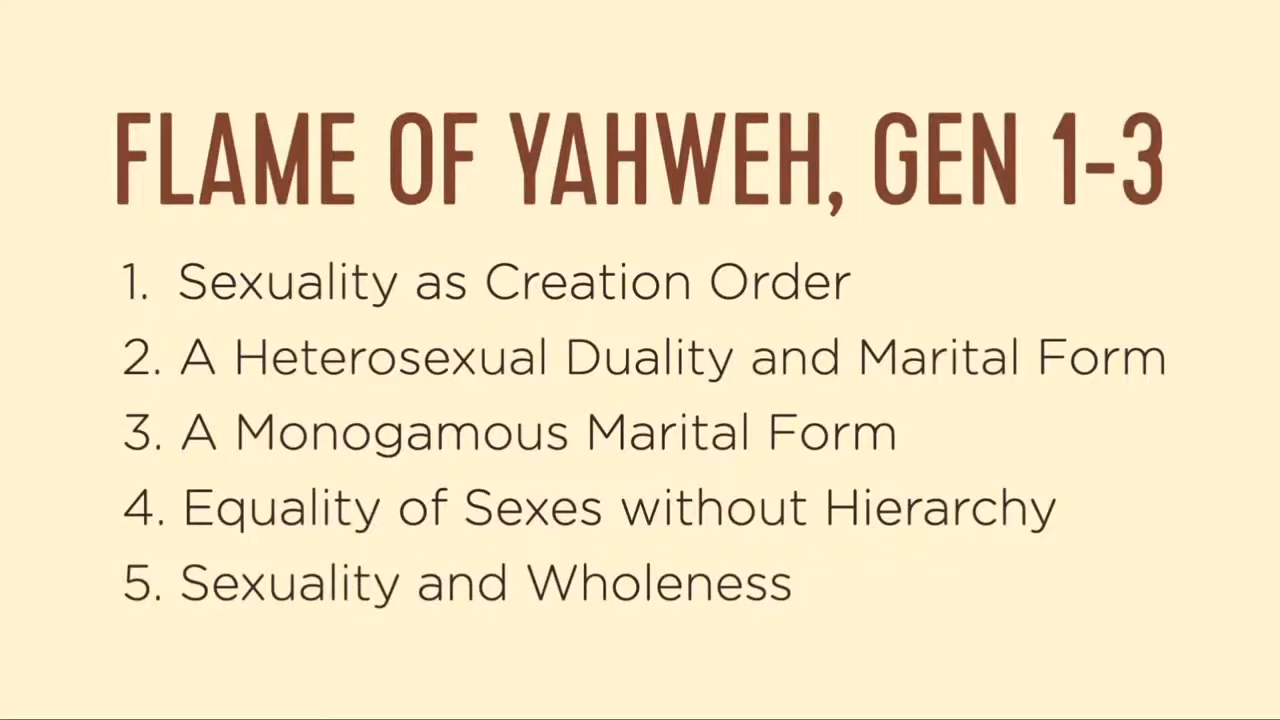 FLAME OF YAHWEH, GEN 1-3
1. Sexuality as Creation Order
2. A Heterosexual Duality and Marital Form
3. A Monogamous Marital Form
4. Equality of Sexes without Hierarchy
5. Sexuality and Wholeness